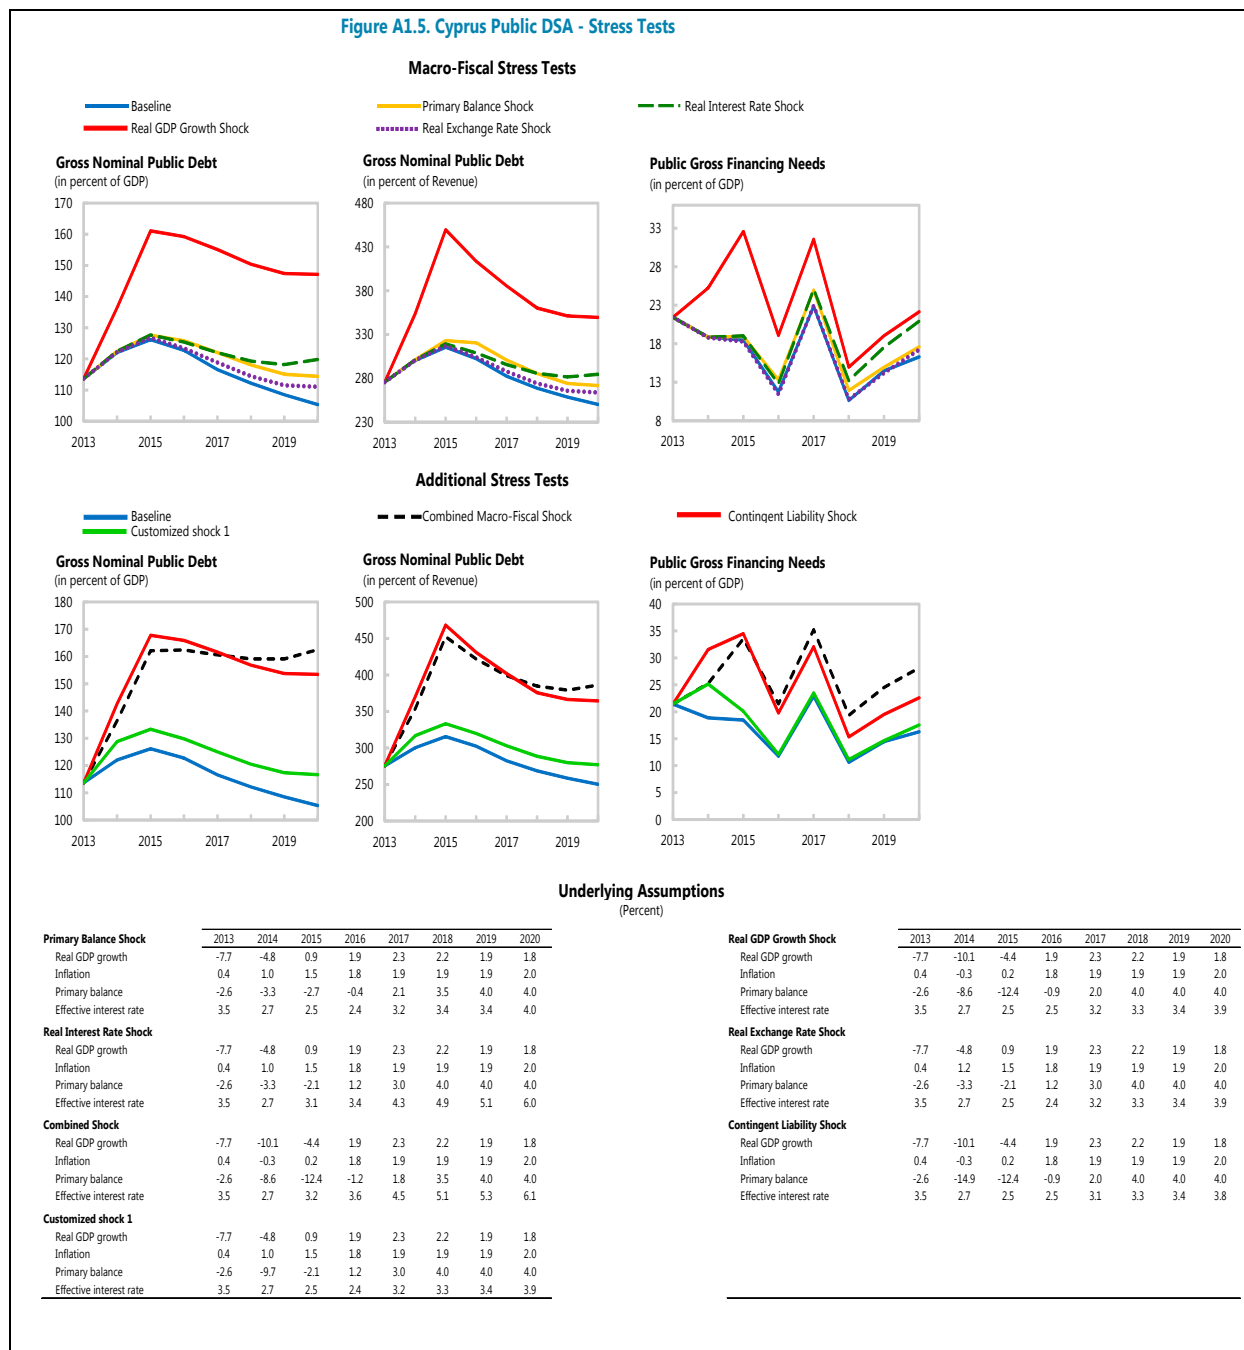 Figure A1.5. Cyprus Public DSA - Stress Tests
Macro-Fiscal Stress Tests
Baseline
Primary Balance Shock
Real Interest Rate Shock
Real GDP Growth Shock
Real Exchange Rate Shock
Gross Nominal Public Debt
(in percent of GDP)
170
160
150
140
130
120
110
100
2013 2015 2017 2019
Gross Nominal Public Debt
(in percent of Revenue)
480
430
380
330
280
230
2013 2015 2017 2019
Public Gross Financing Needs
(in percent of GDP)
33
28
23
18
13
8
2013 2015 2017 2019
Additional Stress Tests
Baseline
Combined Macro-Fiscal Shock
Contingent Liability Shock
Customized shock 1
Gross Nominal Public Debt
(in percent of GDP)
180
170
160
150
140
130
120
110
100
2013 2015 2017 2019
Gross Nominal Public Debt
(in percent of Revenue)
500
450
400
350
300
250
200
2013 2015 2017 2019
Public Gross Financing Needs
(in percent of GDP)
40
35
30
25
20
15
10
5
0
2013 2015 2017 2019
Underlying Assumptions
(Percent)
Primary Balance Shock 2013 2014 2015 2016 2017 2018 2019 2020
Real GDP growth -7.7 -4.8 0.9 1.9 2.3 2.2 1.9 1.8
Inflation 0.4 1.0 1.5 1.8 1.9 1.9 1.9 2.0
Primary balance -2.6 -3.3 -2.7 -0.4 2.1 3.5 4.0 4.0
Effective interest rate 3.5 2.7 2.5 2.4 3.2 3.4 3.4 4.0
Real Interest Rate Shock
Real GDP growth -7.7 -4.8 0.9 1.9 2.3 2.2 1.9 1.8
Inflation 0.4 1.0 1.5 1.8 1.9 1.9 1.9 2.0
Primary balance -2.6 -3.3 -2.1 1.2 3.0 4.0 4.0 4.0
Effective interest rate 3.5 2.7 3.1 3.4 4.3 4.9 5.1 6.0
Combined Shock
Real GDP growth -7.7 -10.1 -4.4 1.9 2.3 2.2 1.9 1.8
Inflation 0.4 -0.3 0.2 1.8 1.9 1.9 1.9 2.0
Primary balance -2.6 -8.6 -12.4 -1.2 1.8 3.5 4.0 4.0
Effective interest rate 3.5 2.7 3.2 3.6 4.5 5.1 5.3 6.1
Customized shock 1
Real GDP growth -7.7 -4.8 0.9 1.9 2.3 2.2 1.9 1.8
Inflation 0.4 1.0 1.5 1.8 1.9 1.9 1.9 2.0
Primary balance -2.6 -9.7 -2.1 1.2 3.0 4.0 4.0 4.0
Effective interest rate 3.5 2.7 2.5 2.4 3.2 3.3 3.4 3.9
Real GDP Growth Shock 2013 2014 2015 2016 2017 2018 2019 2020
Real GDP growth -7.7 -10.1 -4.4 1.9 2.3 2.2 1.9 1.8
Inflation 0.4 -0.3 0.2 1.8 1.9 1.9 1.9 2.0
Primary balance -2.6 -8.6 -12.4 -0.9 2.0 4.0 4.0 4.0
Effective interest rate 3.5 2.7 2.5 2.5 3.2 3.3 3.4 3.9
Real Exchange Rate Shock
Real GDP growth -7.7 -4.8 0.9 1.9 2.3 2.2 1.9 1.8
Inflation 0.4 1.2 1.5 1.8 1.9 1.9 1.9 2.0
Primary balance -2.6 -3.3 -2.1 1.2 3.0 4.0 4.0 4.0
Effective interest rate 3.5 2.7 2.5 2.4 3.2 3.3 3.4 3.9
Contingent Liability Shock
Real GDP growth -7.7 -10.1 -4.4 1.9 2.3 2.2 1.9 1.8
Inflation 0.4 -0.3 0.2 1.8 1.9 1.9 1.9 2.0
Primary balance -2.6 -14.9 -12.4 -0.9 2.0 4.0 4.0 4.0
Effective interest rate 3.5 2.7 2.5 2.5 3.1 3.3 3.4 3.8